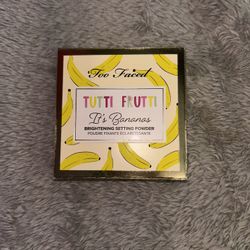 Too Faced
TUTTI FRUTTI
It's Bananas
BRIGHTENING SETTING POWDER
POUDRE FIXANTE ÉCLAIRCISSANTE